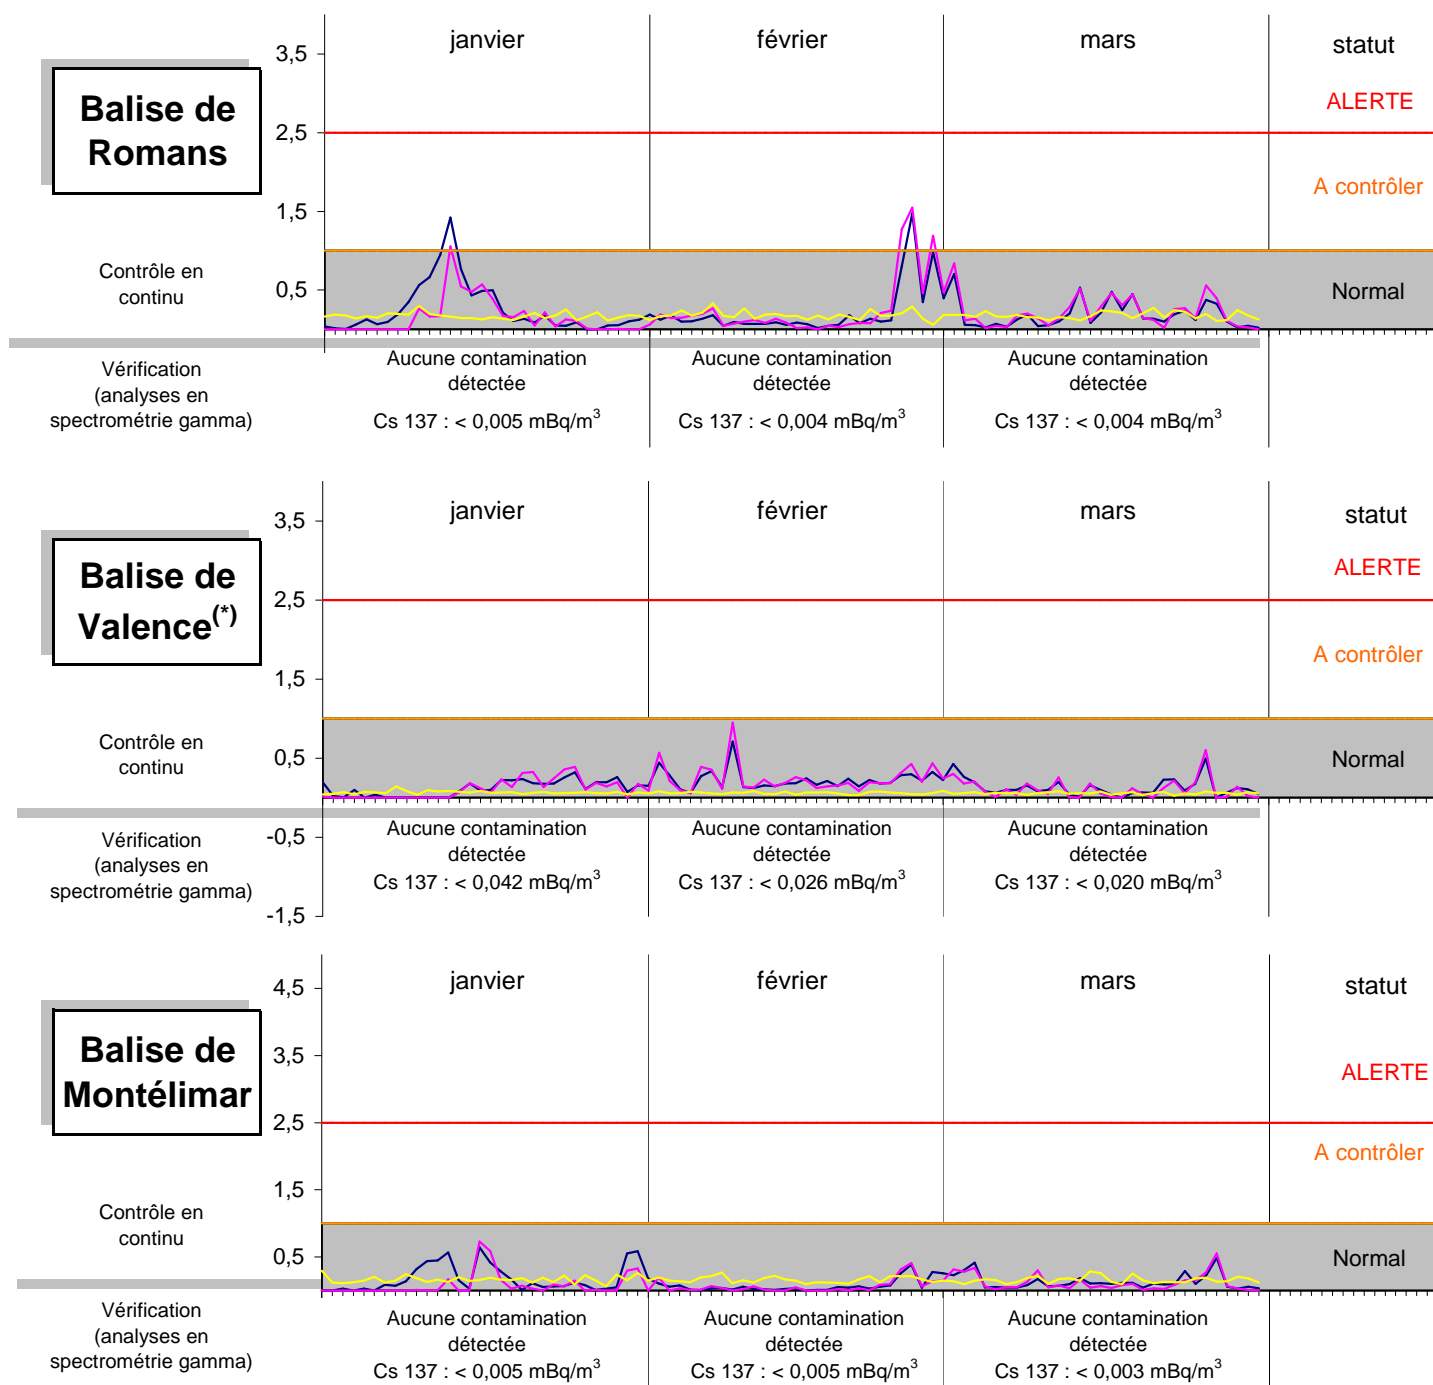 janvier février mars statut
3,5
ALERTE
Balise de
Romans
2,5
A contrôler
1,5
Contrôle en
continu
0,5
Normal
Vérification
(analyses en
spectrométrie gamma)
Aucune contamination
détectée
Cs 137 : < 0,005 mBq/m³
Aucune contamination
détectée
Cs 137 : < 0,004 mBq/m³
Aucune contamination
détectée
Cs 137 : < 0,004 mBq/m³
janvier février mars statut
3,5
ALERTE
Balise de
Valence(*)
2,5
A contrôler
1,5
Contrôle en
continu
0,5
Normal
-0,5
-1,5
Vérification
(analyses en
spectrométrie gamma)
Aucune contamination
détectée
Cs 137 : < 0,042 mBq/m³
Aucune contamination
détectée
Cs 137 : < 0,026 mBq/m³
Aucune contamination
détectée
Cs 137 : < 0,020 mBq/m³
janvier février mars statut
4,5
3,5
ALERTE
Balise de
Montélimar
2,5
A contrôler
1,5
Contrôle en
continu
0,5
Normal
Vérification
(analyses en
spectrométrie gamma)
Aucune contamination
détectée
Cs 137 : < 0,005 mBq/m³
Aucune contamination
détectée
Cs 137 : < 0,005 mBq/m³
Aucune contamination
détectée
Cs 137 : < 0,003 mBq/m³